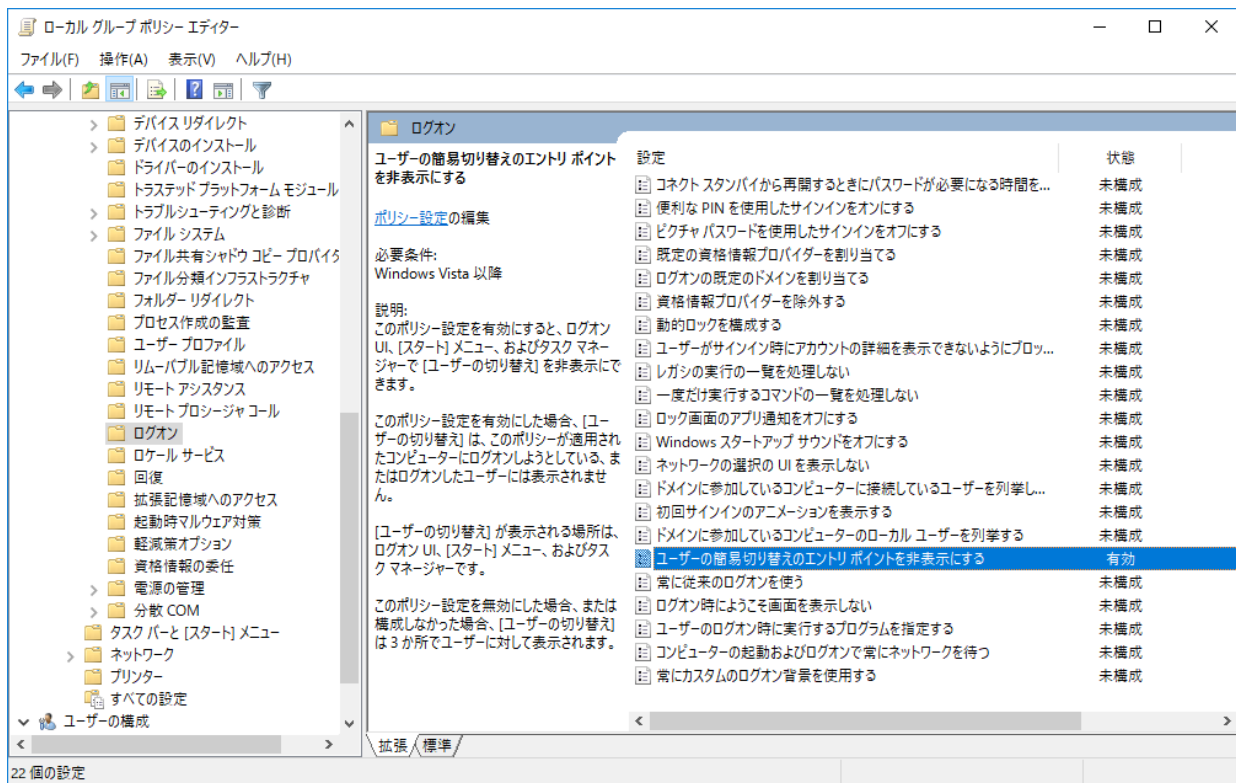 ローカル グループ ポリシー エディター
ファイル(F) 操作(A) 表示(V) ヘルプ(H)
デバイス リダイレクト
デバイスのインストール
ドライバーのインストール
トラステッド プラットフォーム モジュール
トラブルシューティングと診断
ファイル システム
ファイル共有シャドウ コピー プロバイダ
ファイル分類インフラストラクチャ
フォルダー リダイレクト
プロセス作成の監査
ユーザー プロファイル
リムーバブル記憶域へのアクセス
リモート アシスタンス
リモート プロシージャ コール
ログオン
ロケール サービス
回復
拡張記憶域へのアクセス
起動時マルウェア対策
軽減策オプション
資格情報の委任
電源の管理
分散 COM
タスク バーと [スタート] メニュー
ネットワーク
プリンター
すべての設定
ユーザーの構成
ログオン
ユーザーの簡易切り替えのエントリ ポイント
を非表示にする
ポリシー設定の編集
必要条件:
Windows Vista 以降
説明:
このポリシー設定を有効にすると、ログオン
UI、[スタート] メニュー、およびタスク マネー
ジャーで [ユーザーの切り替え] を非表示にで
きます。
このポリシー設定を有効にした場合、[ユー
ザーの切り替え] は、このポリシーが適用され
たコンピューターにログオンしようとしている、ま
たはログオンしたユーザーには表示されませ
ん。
[ユーザーの切り替え] が表示される場所は、
ログオン UI、[スタート] メニュー、およびタス
ク マネージャーです。
このポリシー設定を無効にした場合、または
構成しなかった場合、[ユーザーの切り替え]
は 3 か所でユーザーに対して表示されます。
設定 状態
コネクト スタンバイから再開するときにパスワードが必要になる時間を... 未構成
便利な PIN を使用したサインインをオンにする 未構成
ピクチャ パスワードを使用したサインインをオフにする 未構成
既定の資格情報プロバイダーを割り当てる 未構成
ログオンの既定のドメインを割り当てる 未構成
資格情報プロバイダーを除外する 未構成
動的ロックを構成する 未構成
ユーザーがサインイン時にアカウントの詳細を表示できないようにブロッ... 未構成
レガシの実行の一覧を処理しない 未構成
一度だけ実行するコマンドの一覧を処理しない 未構成
ロック画面のアプリ通知をオフにする 未構成
Windows スタートアップ サウンドをオフにする 未構成
ネットワークの選択の UI を表示しない 未構成
ドメインに参加しているコンピューターに接続しているユーザーを列挙し... 未構成
初回サインインのアニメーションを表示する 未構成
ドメインに参加しているコンピューターのローカル ユーザーを列挙する 未構成
ユーザーの簡易切り替えのエントリ ポイントを非表示にする 有効
常に従来のログオンを使う 未構成
ログオン時にようこそ画面を表示しない 未構成
ユーザーのログオン時に実行するプログラムを指定する 未構成
コンピューターの起動およびログオンで常にネットワークを待つ 未構成
常にカスタムのログオン背景を使用する 未構成
拡張 標準
22 個の設定